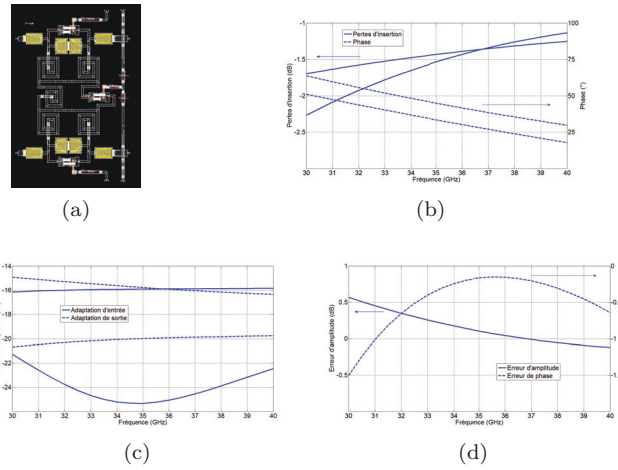 -1
-1.5
-2
-2.5
-3
Pertes d'insertion (dB)
Pertes d'insertion
Phase
100
75
50
25
0
Phase (°)
30 31 32 33 34 35 36 37 38 39 40
Fréquence (GHz)
(a)
(b)
-14
-16
-18
-20
-22
-24
Adaptation d'entrée
Adaptation de sortie
30 31 32 33 34 35 36 37 38 39 40
Fréquence (GHz)
1
0.5
0
-0.5
Erreur d'amplitude (dB)
Erreur d'amplitude
Erreur de phase
30 31 32 33 34 35 36 37 38 39 40
Fréquence (GHz)
(c)
(d)